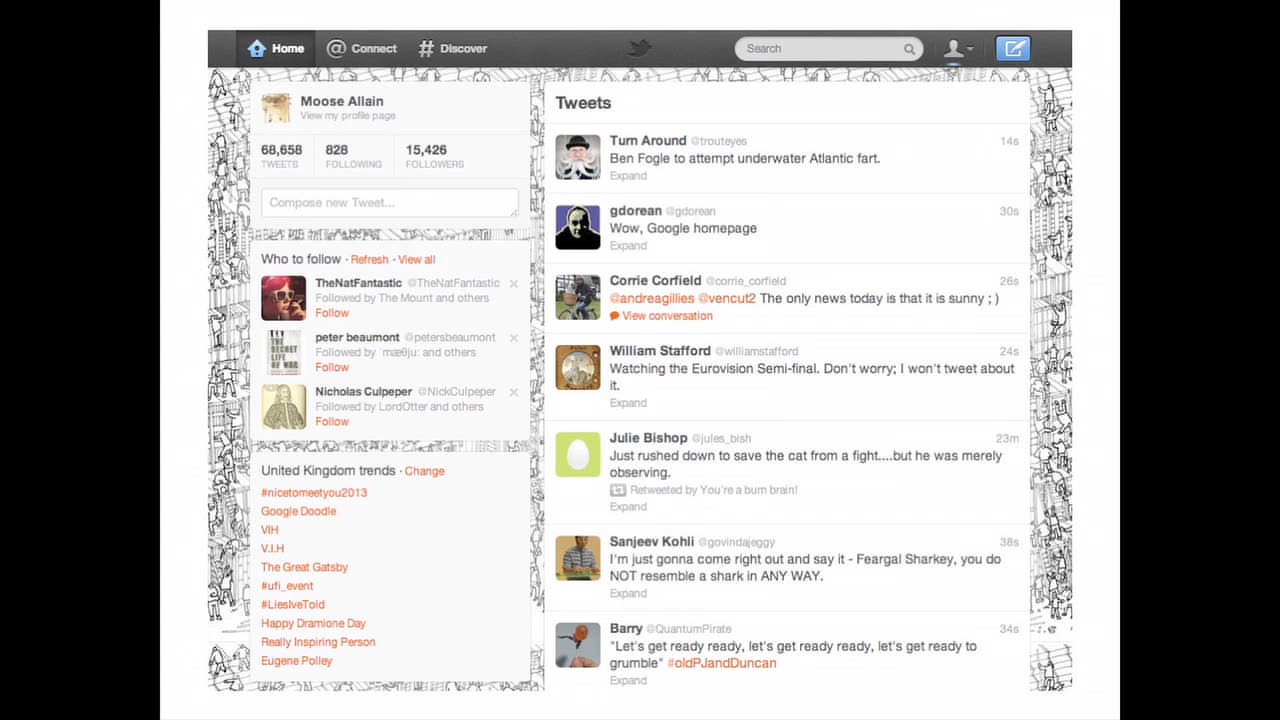 Home @ Connect # Discover Search
Moose Allain
View my profile page
68,658 828 15,426
TWEETS FOLLOWING FOLLOWERS
Compose new Tweet...
Who to follow · Refresh · View all
TheNatFantastic @TheNatFantastic
Followed by The Mount and others
Follow
peter beaumont @petersbeaumont
Followed by ˈmæθjuː and others
Follow
THE
SECRET
LIFE
OF WAR
Nicholas Culpeper @NickCulpeper
Followed by LordOtter and others
Follow
United Kingdom trends · Change
#nicetomeetyou2013
Google Doodle
VIH
V.I.H
The Great Gatsby
#ufi_event
#LiesIveTold
Happy Dramione Day
Really Inspiring Person
Eugene Polley
Tweets
Turn Around @trouteyes 14s
Ben Fogle to attempt underwater Atlantic fart.
Expand
gdorean @gdorean 30s
Wow, Google homepage
Expand
Corrie Corfield @corrie_corfield 26s
@andreagillies @vencut2 The only news today is that it is sunny ; )
View conversation
William Stafford @williamstafford 24s
Watching the Eurovision Semi-final. Don't worry; I won't tweet about
it.
Expand
Julie Bishop @jules_bish 23m
Just rushed down to save the cat from a fight....but he was merely
observing.
Retweeted by You're a bum brain!
Expand
Sanjeev Kohli @govindajeggy 38s
I'm just gonna come right out and say it - Feargal Sharkey, you do
NOT resemble a shark in ANY WAY.
Expand
Barry @QuantumPirate 34s
"Let's get ready ready, let's get ready ready, let's get ready to
grumble" #oldPJandDuncan
Expand